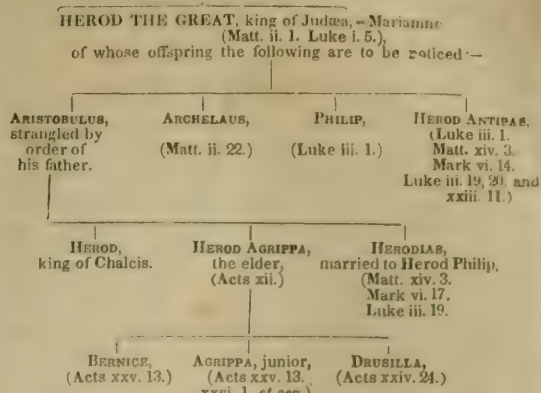 HEROD THE GREAT, king of Judæa, – Mariamne
(Matt. ii. 1. Luke i. 5.),
of whose offspring the following are to be noticed:—
ARISTOBULUS, ARCHELAUS, PHILIP, HEROD ANTIPAS,
strangled by (Luke iii. 1.
order of (Matt. ii. 22.) (Luke iii. 1.) Matt. xiv. 3.
his father. Mark vi. 14.
Luke iii. 19, 20, and
xxiii. 11.)
HEROD, HEROD AGRIPPA, HERODIAS,
king of Chalcis. the elder, married to Herod Philip,
(Acts xii.) (Matt. xiv. 3.
Mark vi. 17.
Luke iii. 19.
BERNICE, AGRIPPA, junior, DRUSILLA,
(Acts xxv. 13.) (Acts xxv. 13. (Acts xxiv. 24.)
xxvi. 1. et seq.)